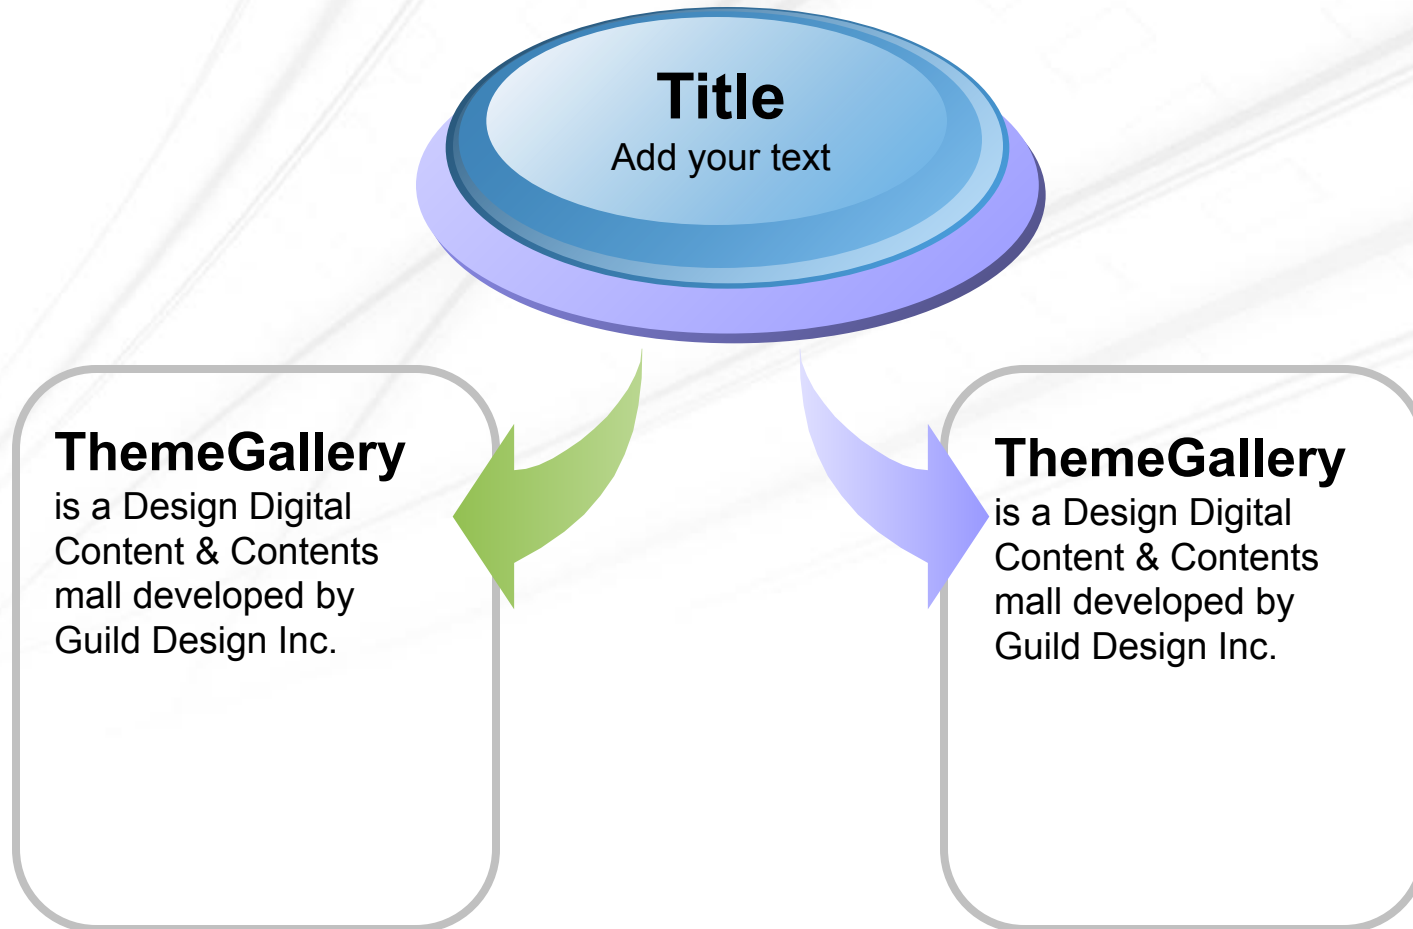 Title
Add your text
ThemeGallery
is a Design Digital
Content & Contents
mall developed by
Guild Design Inc.
ThemeGallery
is a Design Digital
Content & Contents
mall developed by
Guild Design Inc.